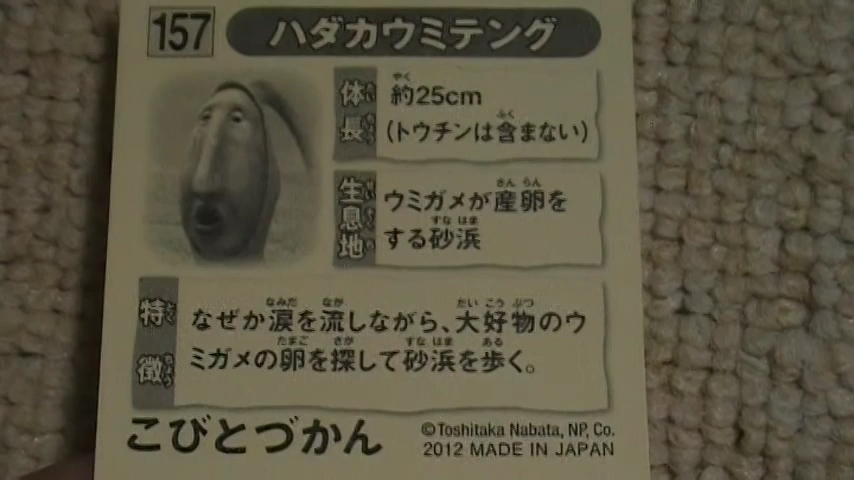 157
ハダカウミテング
体長
約25cm
(トウチンは含まない)
生息地
ウミガメが産卵を
する砂浜
特徴
なぜか涙を流しながら、大好物のウ
ミガメの卵を探して砂浜を歩く。
こびとづかん
©Toshitaka Nabata, NP, Co.
2012 MADE IN JAPAN